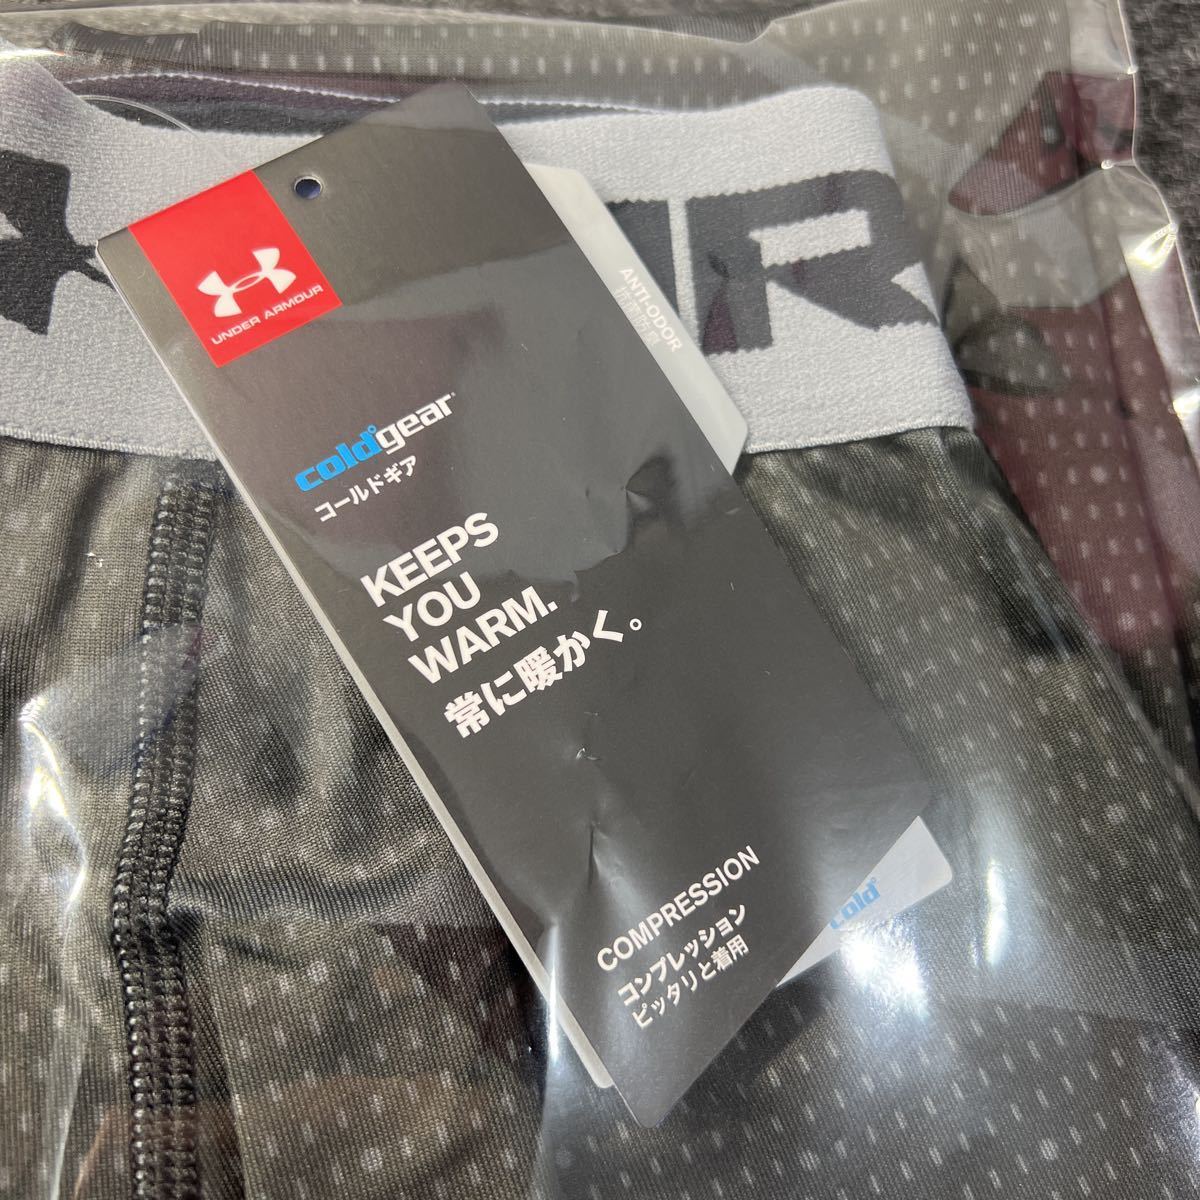 UNDER ARMOUR
ANTI-ODOR
coldgear
コールドギア
KEEPS
YOU
WARM.
常に暖かく。
COMPRESSION
コンプレッション
ピッタリと着用
cold